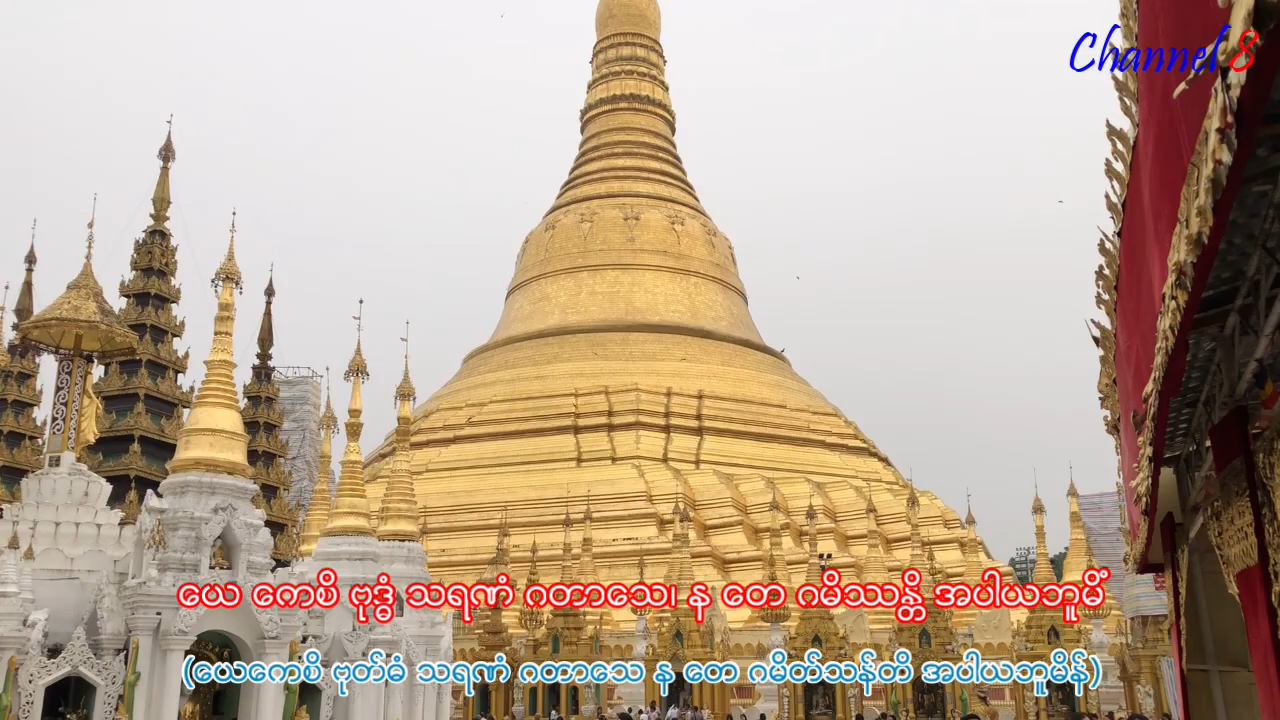 Channel 8
ယေ ကေစိ ဗုဒ္ဓံ သရဏံ ဂတာသေ၊ န တေ ဂမိဿန္တိ အပါယဘူမိံ
(ယေကေစိ ဗုတ်ဓံ သရဏံ ဂတာသေ န တေ ဂမိတ်သန်တိ အပါယဘူမိန်)